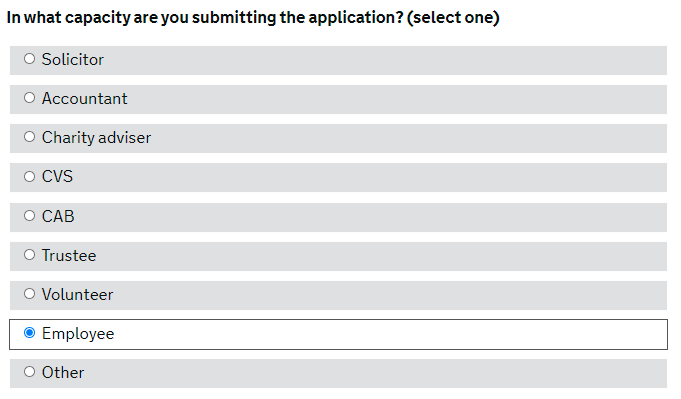 In what capacity are you submitting the application? (select one)
Solicitor
Accountant
Charity adviser
CVS
CAB
Trustee
Volunteer
Employee
Other